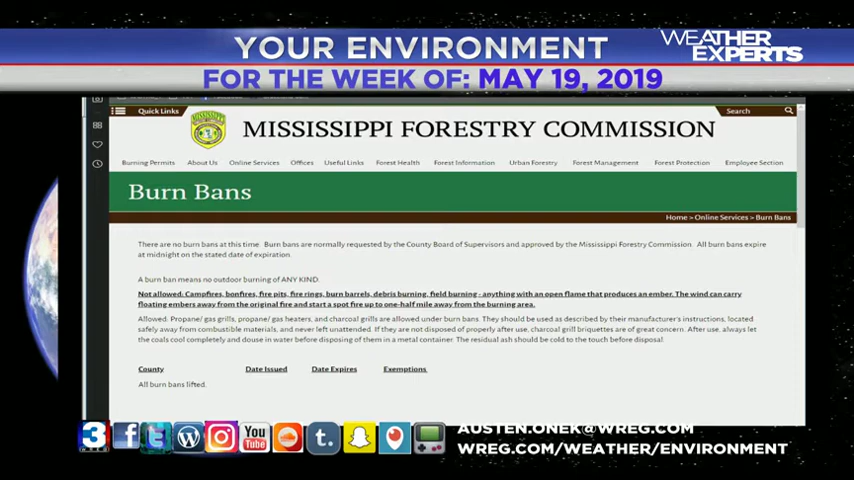 YOUR ENVIRONMENT
WEATHER
EXPERTS
FOR THE WEEK OF: MAY 19, 2019
Quick Links
Search
MISSISSIPPI FORESTRY COMMISSION
Burning Permits About Us Online Services Offices Useful Links Forest Health Forest Information Urban Forestry Forest Management Forest Protection Employee Section
Burn Bans
Home > Online Services > Burn Bans
There are no burn bans at this time. Burn bans are normally requested by the County Board of Supervisors and approved by the Mississippi Forestry Commission. All burn bans expire
at midnight on the stated date of expiration.
A burn ban means no outdoor burning of ANY KIND.
Not allowed: Campfires, bonfires, fire pits, fire rings, burn barrels, debris burning, field burning - anything with an open flame that produces an ember. The wind can carry
floating embers away from the original fire and start a spot fire up to one-half mile away from the burning area.
Allowed: Propane/ gas grills, propane/ gas heaters, and charcoal grills are allowed under burn bans. They should be used as described by their manufacturer's instructions, located
safely away from combustible materials, and never left unattended. If they are not disposed of properly after use, charcoal grill briquettes are of great concern. After use, always let
the coals cool completely and douse in water before disposing of them in a metal container. The residual ash should be cold to the touch before disposal.
County Date Issued Date Expires Exemptions
All burn bans lifted.
3
WREG
You
Tube
t.
AUSTEN.ONEK@WREG.COM
WREG.COM/WEATHER/ENVIRONMENT